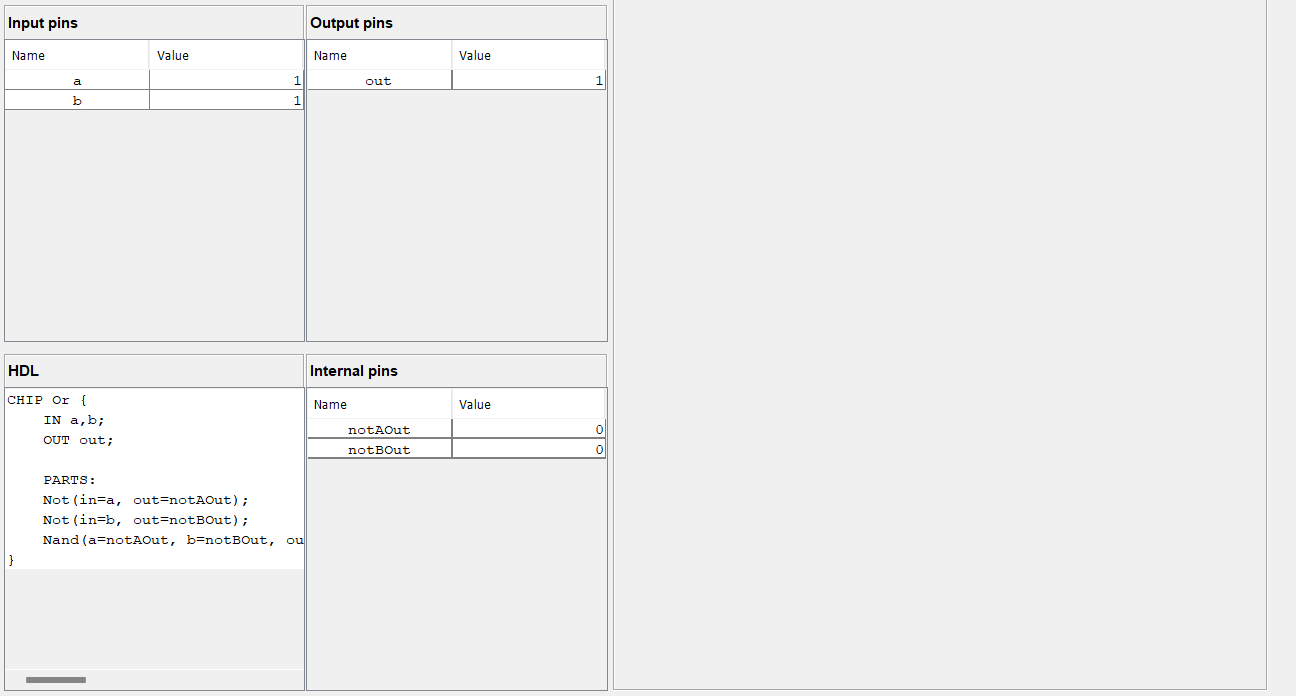 Input pins
Name Value
a 1
b 1
Output pins
Name Value
out 1
HDL
CHIP Or {
    IN a,b;
    OUT out;

    PARTS:
    Not(in=a, out=notAOut);
    Not(in=b, out=notBOut);
    Nand(a=notAOut, b=notBOut, ou
}
Internal pins
Name Value
notAOut 0
notBOut 0